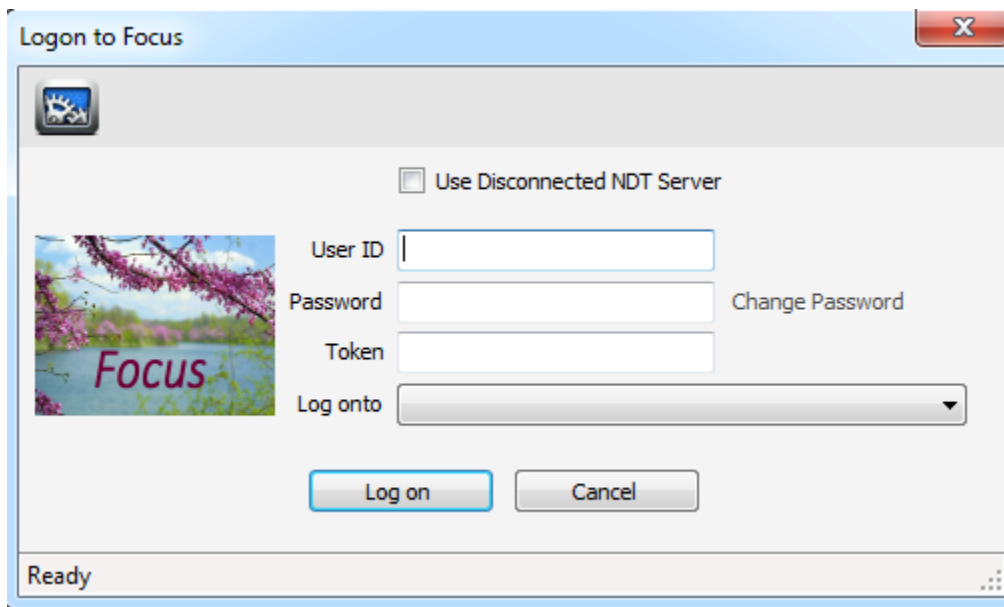 Logon to Focus
Use Disconnected NDT Server
User ID
Password Change Password
Token
Focus
Log onto
Log on Cancel
Ready